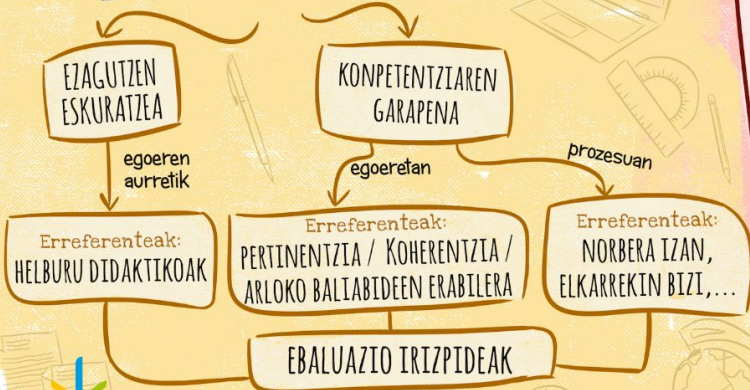 EZAGUTZEN
ESKURATZEA
KONPETENTZIAREN
GARAPENA
egoeren
aurretik
egoeretan
prozesuan
Erreferenteak:
HELBURU DIDAKTIKOAK
Erreferenteak:
PERTINENTZIA / KOHERENTZIA /
ARLOKO BALIABIDEEN ERABILERA
Erreferenteak:
NORBERA IZAN,
ELKARREKIN BIZI,...
EBALUAZIO IRIZPIDEAK